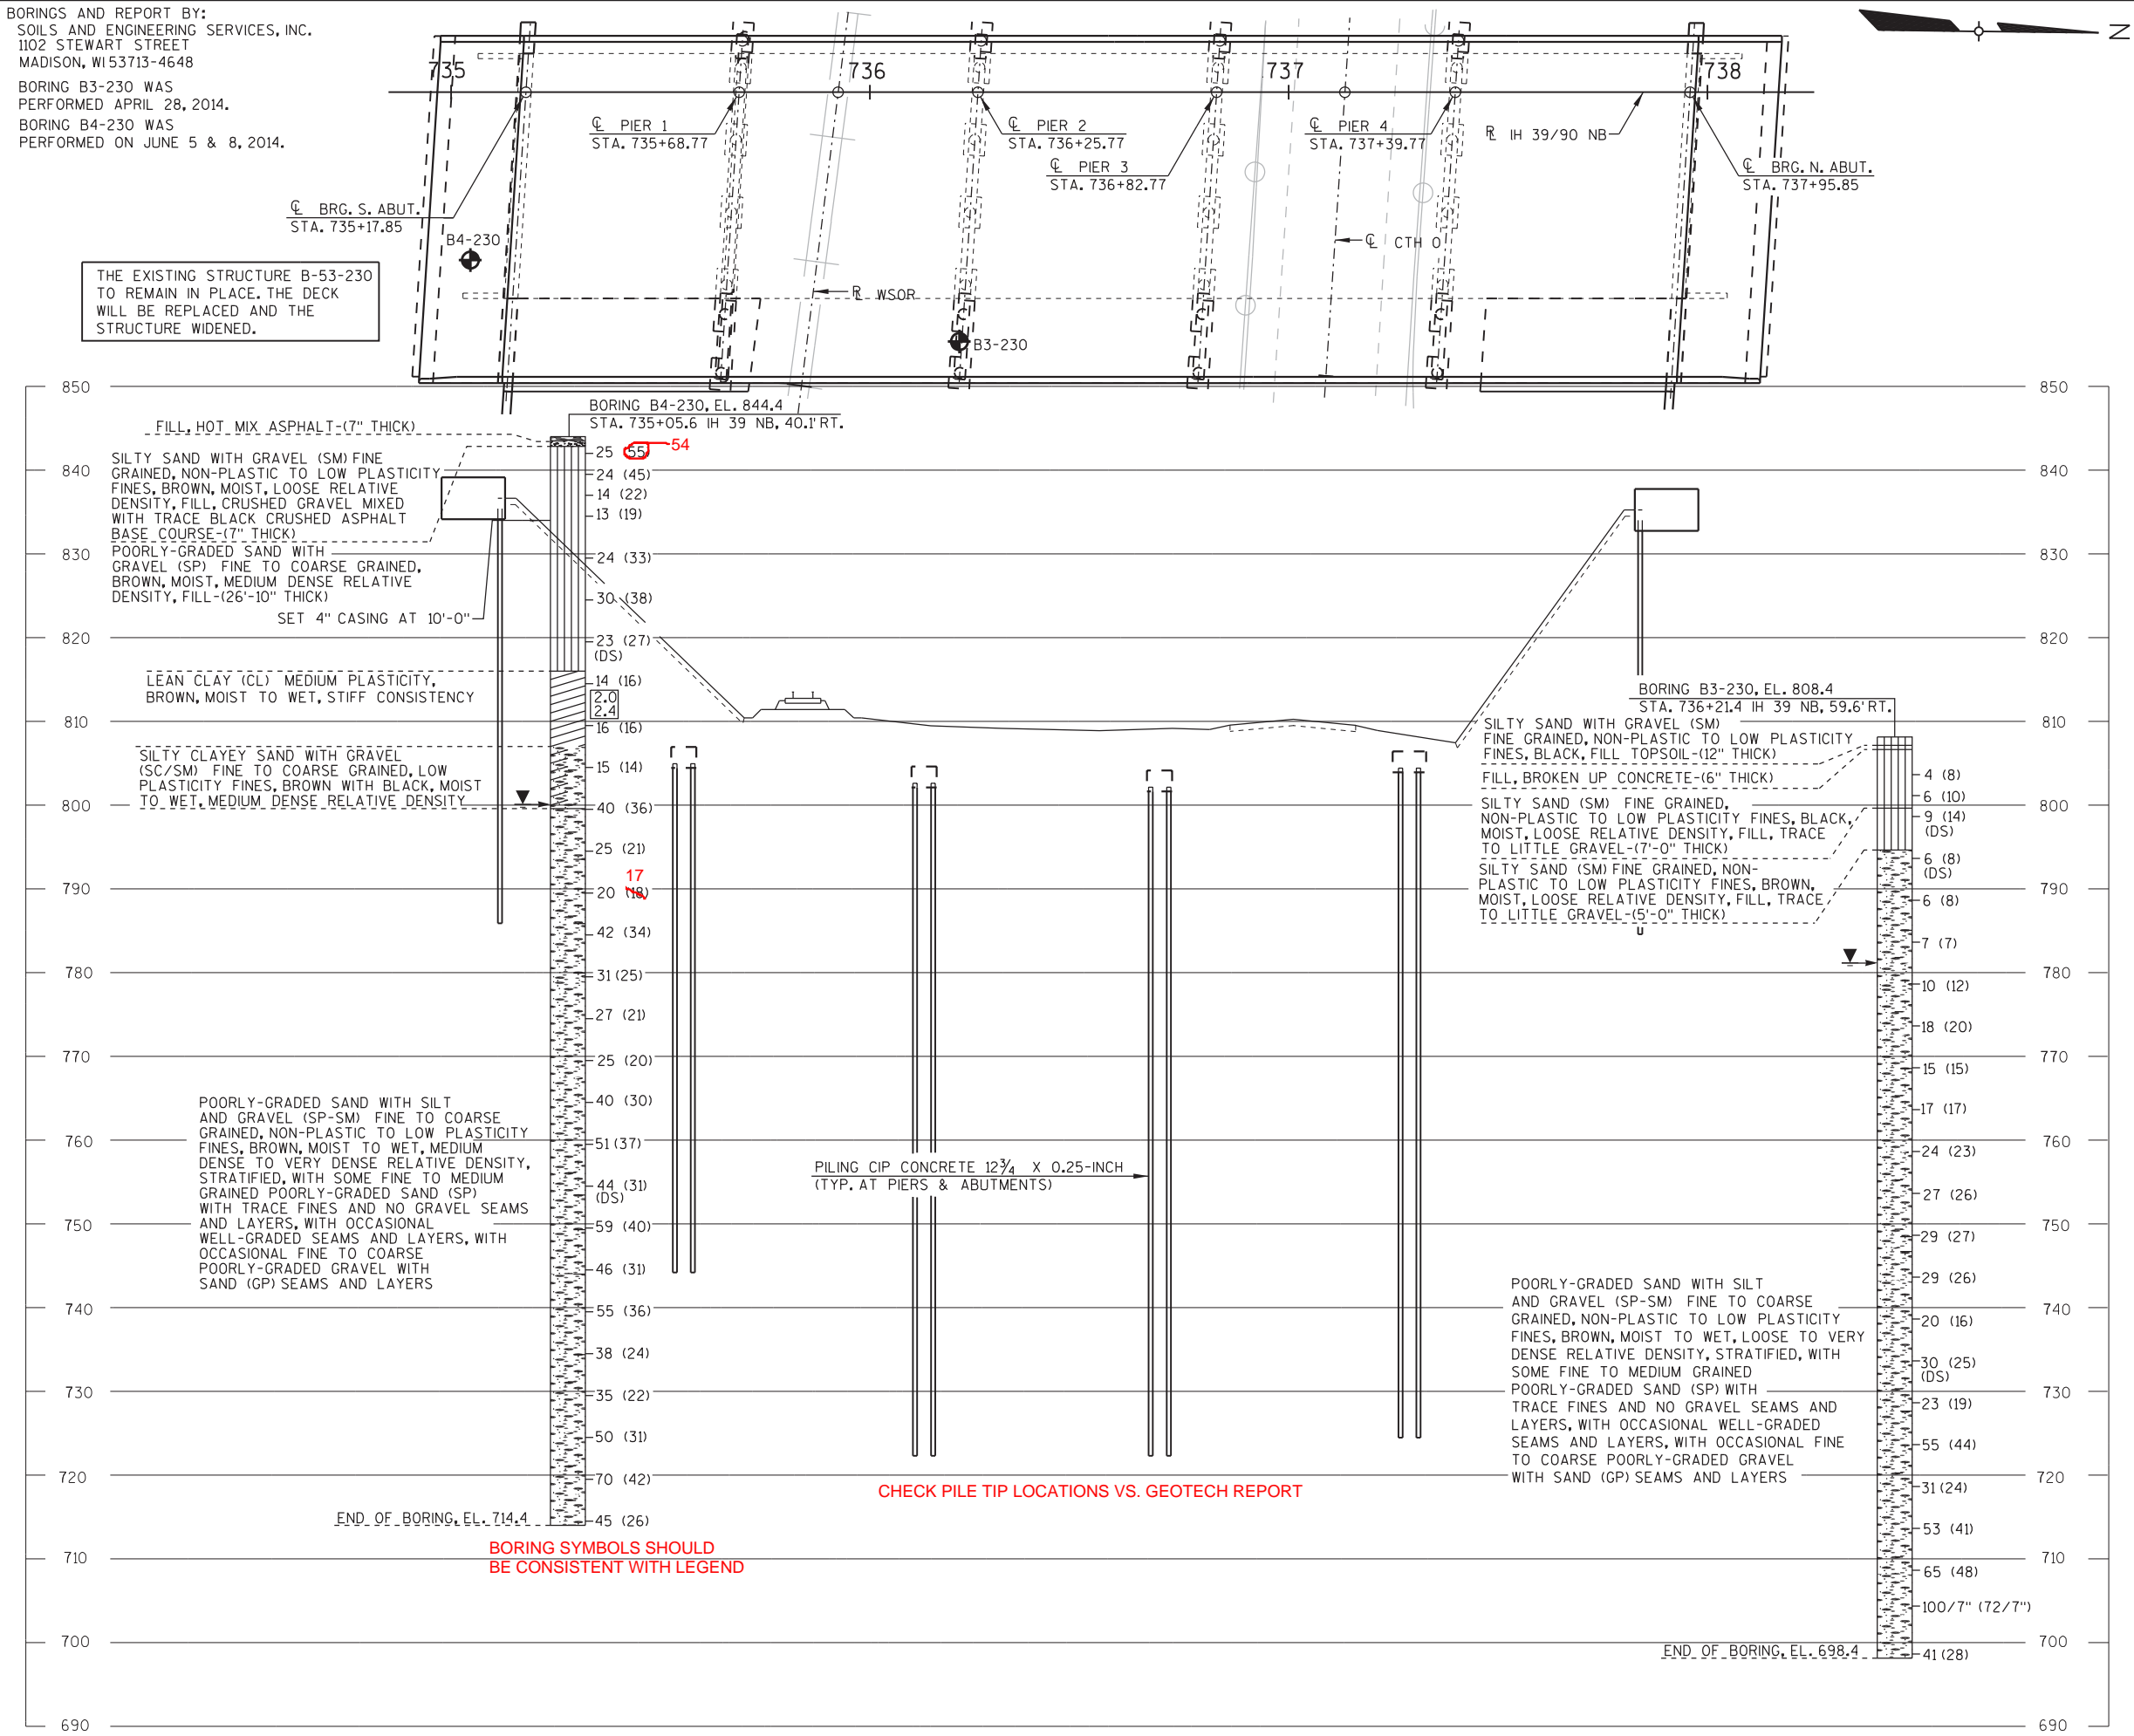 BORINGS AND REPORT BY:
SOILS AND ENGINEERING SERVICES, INC.
1102 STEWART STREET
MADISON, WI 53713-4648
BORING B3-230 WAS
PERFORMED APRIL 28, 2014.
BORING B4-230 WAS
PERFORMED ON JUNE 5 & 8, 2014.
735
736
737
738
N
℄ PIER 1
STA. 735+68.77
℄ PIER 2
STA. 736+25.77
℄ PIER 3
STA. 736+82.77
℄ PIER 4
STA. 737+39.77
R IH 39/90 NB
℄ BRG. N. ABUT.
STA. 737+95.85
℄ BRG. S. ABUT.
STA. 735+17.85
B4-230
℄ CTH O
R WSOR
B3-230
THE EXISTING STRUCTURE B-53-230
TO REMAIN IN PLACE. THE DECK
WILL BE REPLACED AND THE
STRUCTURE WIDENED.
850
840
830
820
810
800
790
780
770
760
750
740
730
720
710
700
690
BORING B4-230, EL. 844.4
STA. 735+05.6 IH 39 NB, 40.1' RT.
FILL, HOT MIX ASPHALT-(7" THICK)
SILTY SAND WITH GRAVEL (SM) FINE
GRAINED, NON-PLASTIC TO LOW PLASTICITY
FINES, BROWN, MOIST, LOOSE RELATIVE
DENSITY, FILL, CRUSHED GRAVEL MIXED
WITH TRACE BLACK CRUSHED ASPHALT
BASE COURSE-(7" THICK)
POORLY-GRADED SAND WITH
GRAVEL (SP) FINE TO COARSE GRAINED,
BROWN, MOIST, MEDIUM DENSE RELATIVE
DENSITY, FILL-(26'-10" THICK)
SET 4" CASING AT 10'-0"
LEAN CLAY (CL) MEDIUM PLASTICITY,
BROWN, MOIST TO WET, STIFF CONSISTENCY
SILTY CLAYEY SAND WITH GRAVEL
(SC/SM) FINE TO COARSE GRAINED, LOW
PLASTICITY FINES, BROWN WITH BLACK, MOIST
TO WET, MEDIUM DENSE RELATIVE DENSITY
POORLY-GRADED SAND WITH SILT
AND GRAVEL (SP-SM) FINE TO COARSE
GRAINED, NON-PLASTIC TO LOW PLASTICITY
FINES, BROWN, MOIST TO WET, MEDIUM
DENSE TO VERY DENSE RELATIVE DENSITY,
STRATIFIED, WITH SOME FINE TO MEDIUM
GRAINED POORLY-GRADED SAND (SP)
WITH TRACE FINES AND NO GRAVEL SEAMS
AND LAYERS, WITH OCCASIONAL
WELL-GRADED SEAMS AND LAYERS, WITH
OCCASIONAL FINE TO COARSE
POORLY-GRADED GRAVEL WITH
SAND (GP) SEAMS AND LAYERS
END OF BORING, EL. 714.4
25 (55) 54
24 (45)
14 (22)
13 (19)
24 (33)
30 (38)
23 (27)
(DS)
14 (16)
2.0
2.4
16 (16)
15 (14)
40 (36)
25 (21)
17
20 (18)
42 (34)
31 (25)
27 (21)
25 (20)
40 (30)
51 (37)
44 (31)
(DS)
59 (40)
46 (31)
55 (36)
38 (24)
35 (22)
50 (31)
70 (42)
45 (26)
BORING SYMBOLS SHOULD
BE CONSISTENT WITH LEGEND
PILING CIP CONCRETE 12¾ X 0.25-INCH
(TYP. AT PIERS & ABUTMENTS)
CHECK PILE TIP LOCATIONS VS. GEOTECH REPORT
BORING B3-230, EL. 808.4
STA. 736+21.4 IH 39 NB, 59.6' RT.
SILTY SAND WITH GRAVEL (SM)
FINE GRAINED, NON-PLASTIC TO LOW PLASTICITY
FINES, BLACK, FILL TOPSOIL-(12" THICK)
FILL, BROKEN UP CONCRETE-(6" THICK)
SILTY SAND (SM) FINE GRAINED,
NON-PLASTIC TO LOW PLASTICITY FINES, BLACK,
MOIST, LOOSE RELATIVE DENSITY, FILL, TRACE
TO LITTLE GRAVEL-(7'-0" THICK)
SILTY SAND (SM) FINE GRAINED, NON-
PLASTIC TO LOW PLASTICITY FINES, BROWN,
MOIST, LOOSE RELATIVE DENSITY, FILL, TRACE
TO LITTLE GRAVEL-(5'-0" THICK)
POORLY-GRADED SAND WITH SILT
AND GRAVEL (SP-SM) FINE TO COARSE
GRAINED, NON-PLASTIC TO LOW PLASTICITY
FINES, BROWN, MOIST TO WET, LOOSE TO VERY
DENSE RELATIVE DENSITY, STRATIFIED, WITH
SOME FINE TO MEDIUM GRAINED
POORLY-GRADED SAND (SP) WITH
TRACE FINES AND NO GRAVEL SEAMS AND
LAYERS, WITH OCCASIONAL WELL-GRADED
SEAMS AND LAYERS, WITH OCCASIONAL FINE
TO COARSE POORLY-GRADED GRAVEL
WITH SAND (GP) SEAMS AND LAYERS
END OF BORING, EL. 698.4
4 (8)
6 (10)
9 (14)
(DS)
6 (8)
(DS)
6 (8)
7 (7)
10 (12)
18 (20)
15 (15)
17 (17)
24 (23)
27 (26)
29 (27)
29 (26)
20 (16)
30 (25)
(DS)
23 (19)
55 (44)
31 (24)
53 (41)
65 (48)
100/7" (72/7")
41 (28)
850
840
830
820
810
800
790
780
770
760
750
740
730
720
710
700
690